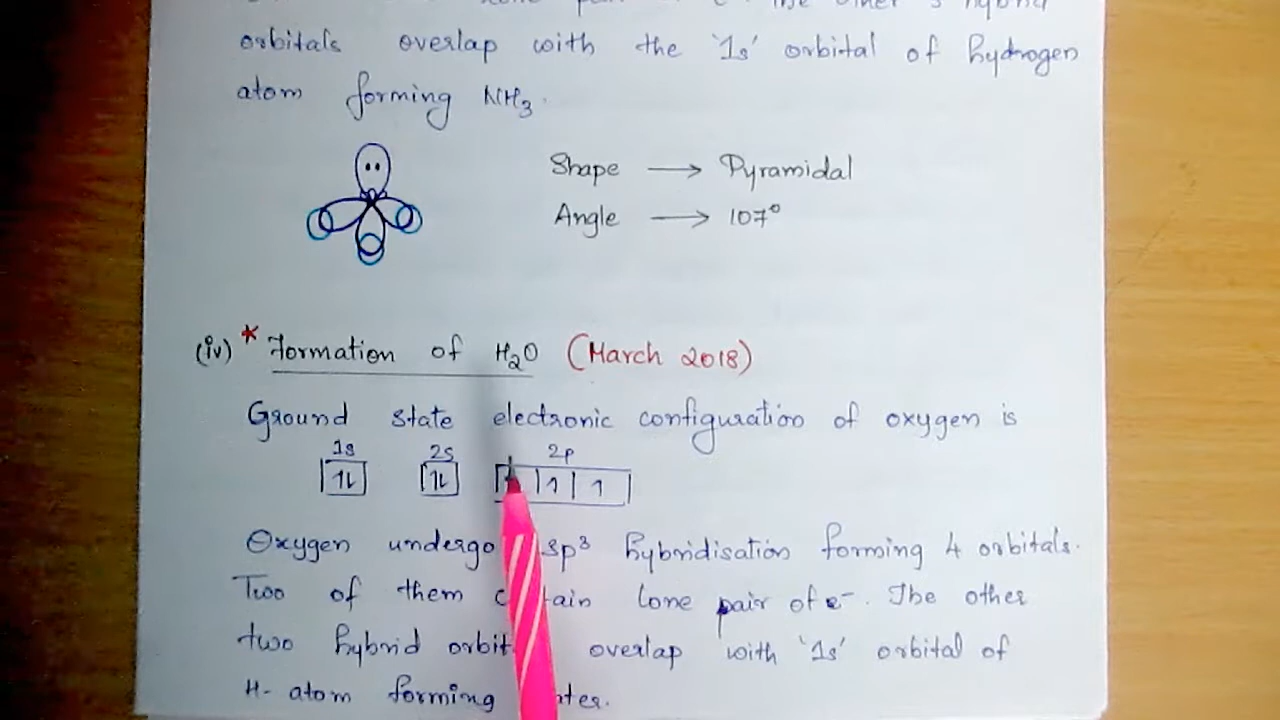 orbitals overlap with the '1s' orbital of hydrogen
atom forming NH3.
Shape → Pyramidal
Angle → 107°
(iv) * Formation of H2O (March 2018)
Ground state electronic configuration of oxygen is
1s 2s 2p
1L 1L 1 1
Oxygen undergo sp³ hybridisation forming 4 orbitals.
Two of them lone pair of e-. The other
two hybrid overlap with '1s' orbital of
H- atom forming